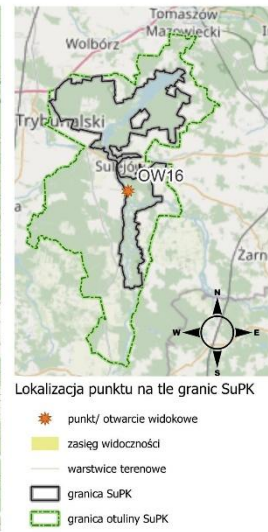 Tomaszów
Mazowiecki
Wolbórz
Trybunalski
Sulejów
OW16
Żarn
N
W
E
S
Lokalizacja punktu na tle granic SuPK
punkt/ otwarcie widokowe
zasięg widoczności
warstwice terenowe
granica SuPK
granica otuliny SuPK